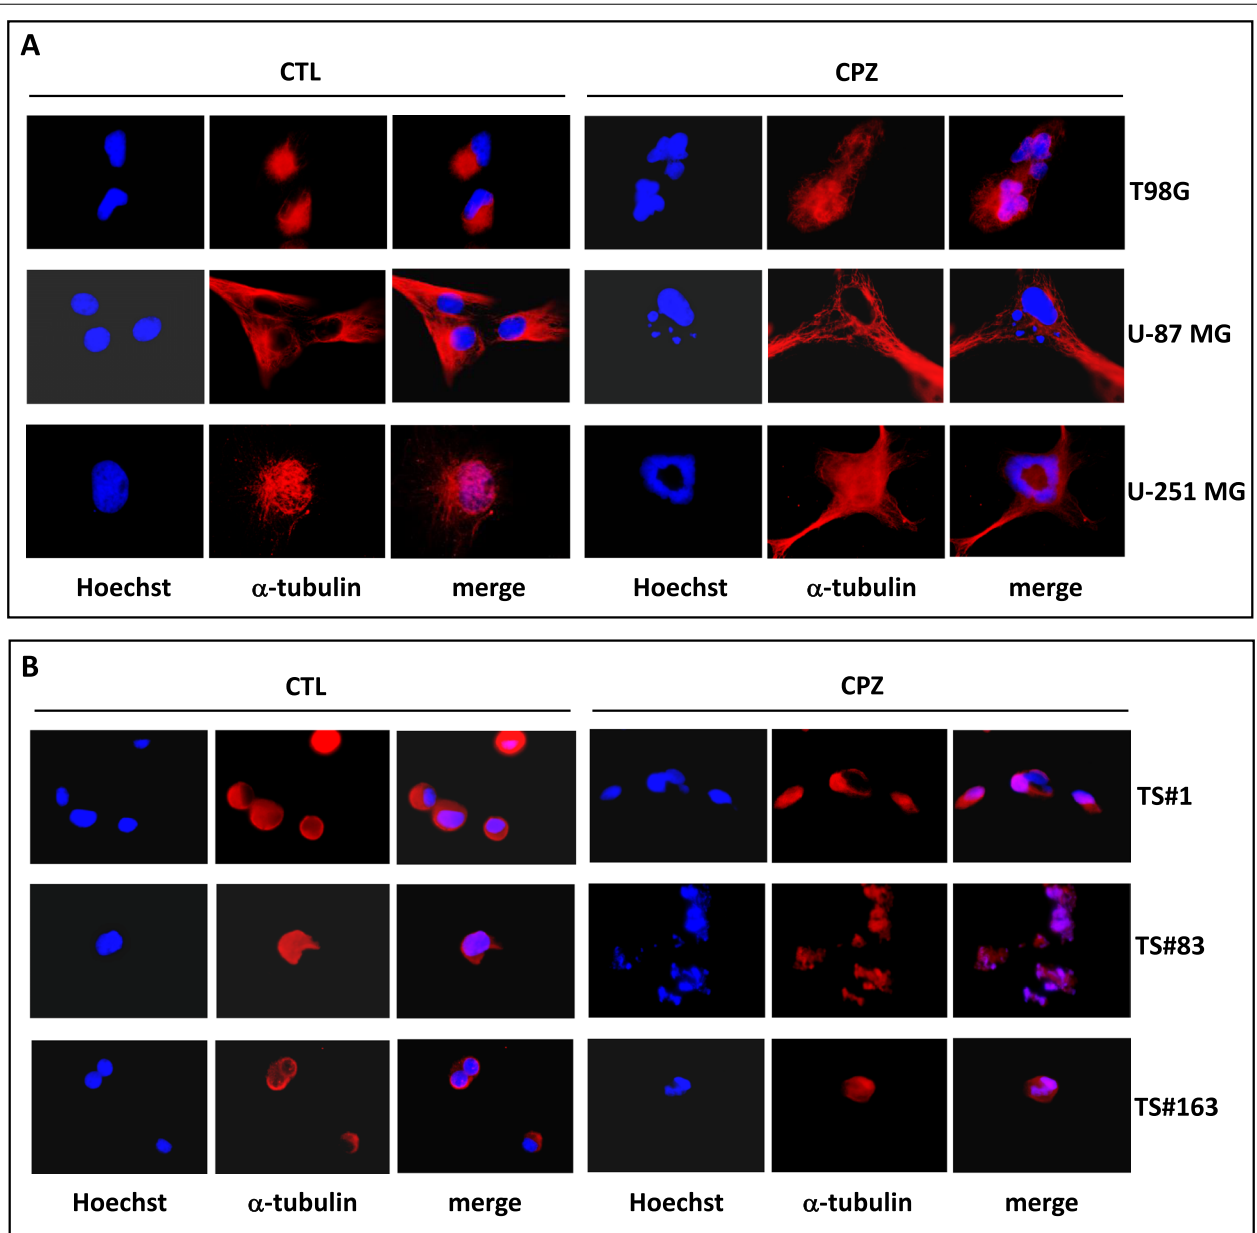 A
CTL CPZ
T98G
U-87 MG
U-251 MG
Hoechst α-tubulin merge Hoechst α-tubulin merge
B
CTL CPZ
TS#1
TS#83
TS#163
Hoechst α-tubulin merge Hoechst α-tubulin merge